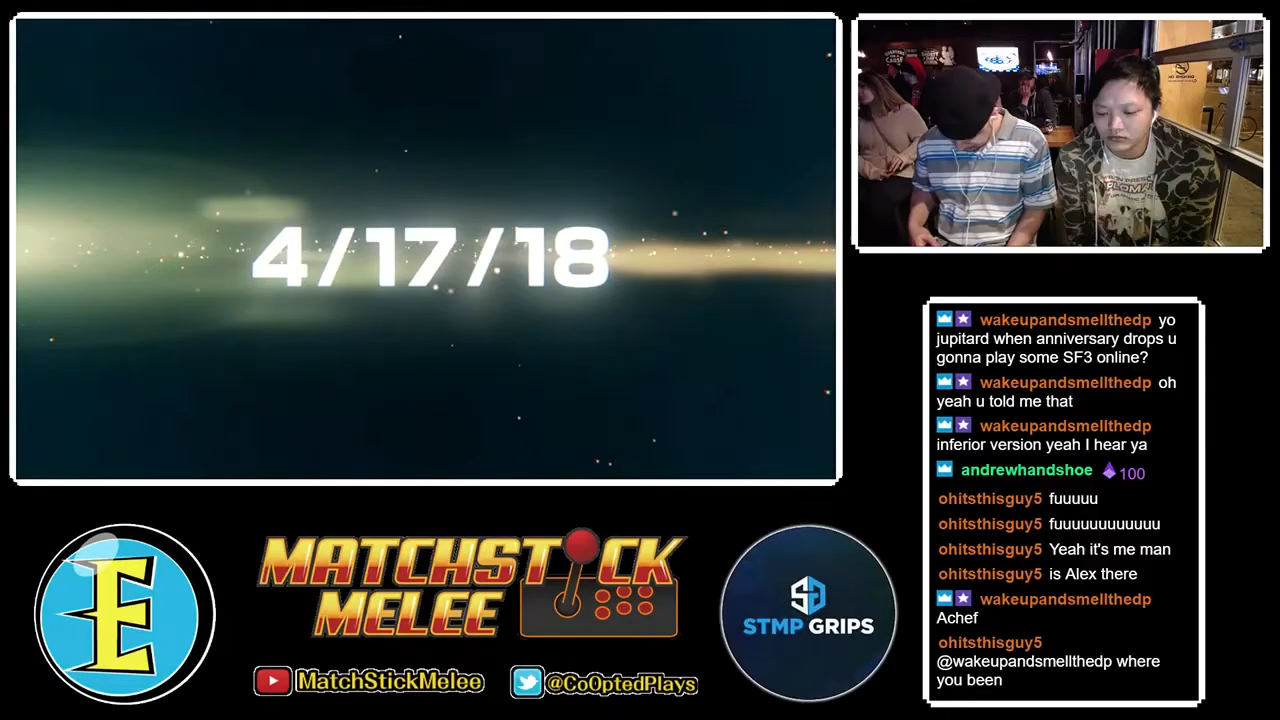 4/17/18
wakeupandsmellthedp yo
jupitard when anniversary drops u
gonna play some SF3 online?
wakeupandsmellthedp oh
yeah u told me that
wakeupandsmellthedp
inferior version yeah I hear ya
andrewhandshoe 100
ohitsthisguy5 fuuuuu
ohitsthisguy5 fuuuuuuuuuuuu
ohitsthisguy5 Yeah it's me man
ohitsthisguy5 is Alex there
wakeupandsmellthedp
Achef
ohitsthisguy5
@wakeupandsmellthedp where
you been
E
MATCHSTICK
MELEE
MatchStickMelee
@CoOptedPlays
SG
STMP GRIPS